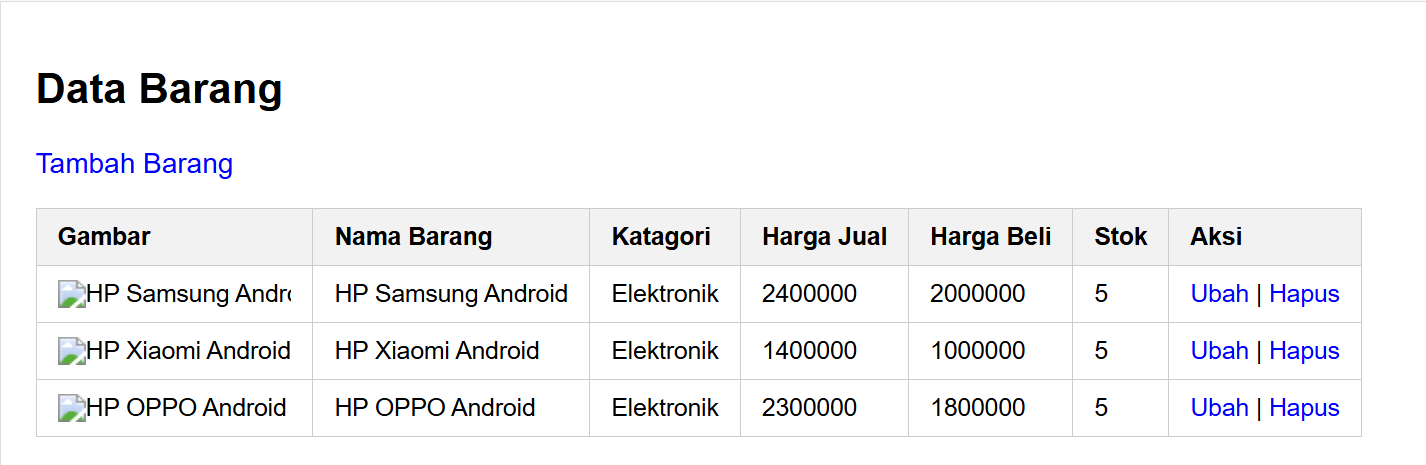 Data Barang
Tambah Barang
Gambar Nama Barang Katagori Harga Jual Harga Beli Stok Aksi
HP Samsung Andro HP Samsung Android Elektronik 2400000 2000000 5 Ubah | Hapus
HP Xiaomi Android HP Xiaomi Android Elektronik 1400000 1000000 5 Ubah | Hapus
HP OPPO Android HP OPPO Android Elektronik 2300000 1800000 5 Ubah | Hapus